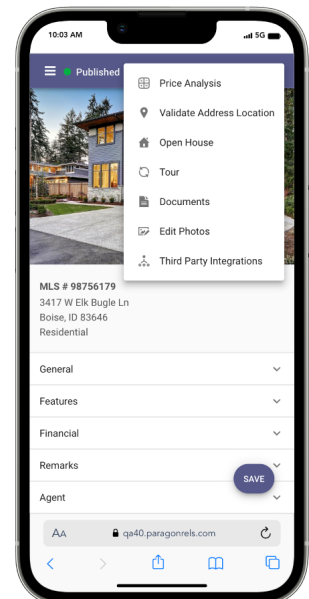 10:03 AM
5G
Published
Price Analysis
Validate Address Location
Open House
Tour
Documents
Edit Photos
Third Party Integrations
MLS # 98756179
3417 W Elk Bugle Ln
Boise, ID 83646
Residential
General
Features
Financial
Remarks
SAVE
Agent
AA
qa40.paragonrels.com